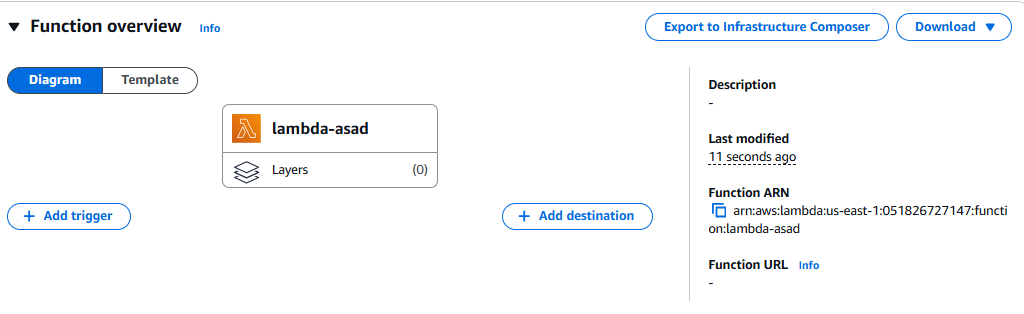 Function overview Info
Export to Infrastructure Composer
Download
Diagram
Template
lambda-asad
Layers (0)
+ Add trigger
+ Add destination
Description
-
Last modified
11 seconds ago
Function ARN
arn:aws:lambda:us-east-1:051826727147:functi
on:lambda-asad
Function URL Info
-